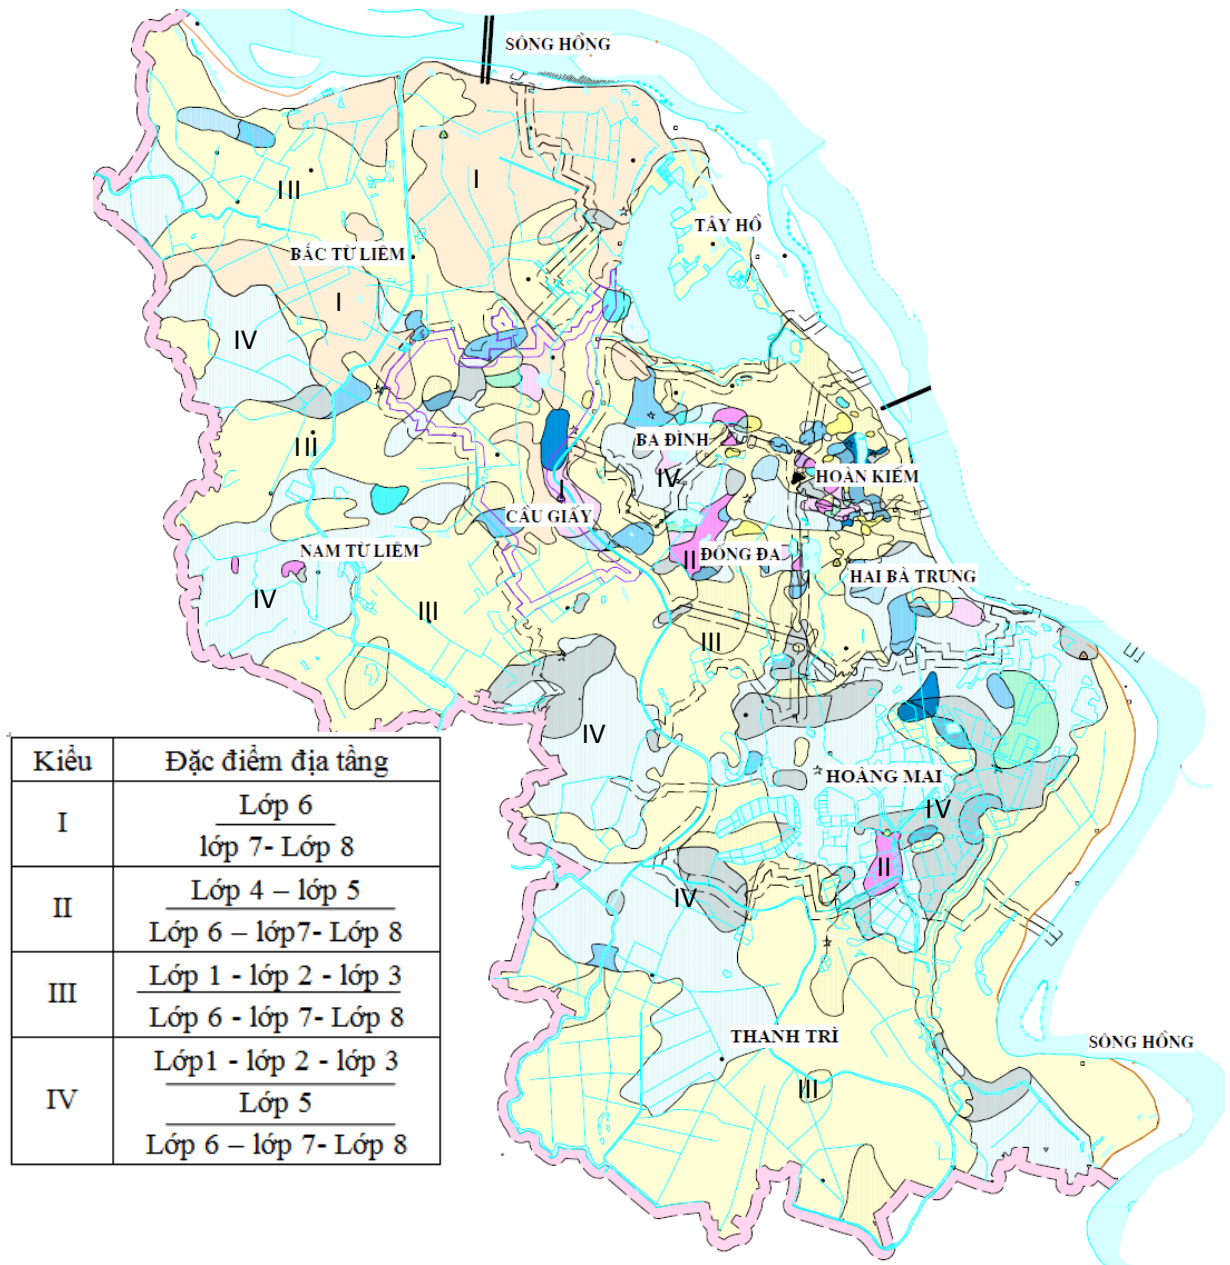 SÔNG HỒNG
I
III
TÂY HỒ
BẮC TỪ LIÊM
I
IV
BA ĐÌNH
III
IV
HOÀN KIẾM
I
CẦU GIẤY
NAM TỪ LIÊM
II
ĐỐNG ĐA
HAI BÀ TRƯNG
IV
III
III
IV
HOÀNG MAI
IV
II
IV
THANH TRÌ
SÔNG HỒNG
III
Kiểu Đặc điểm địa tầng
I
Lớp 6
lớp 7- Lớp 8
II
Lớp 4 – lớp 5
Lớp 6 – lớp7- Lớp 8
III
Lớp 1 - lớp 2 - lớp 3
Lớp 6 - lớp 7- Lớp 8
IV
Lớp1 - lớp 2 - lớp 3
Lớp 5
Lớp 6 – lớp 7- Lớp 8